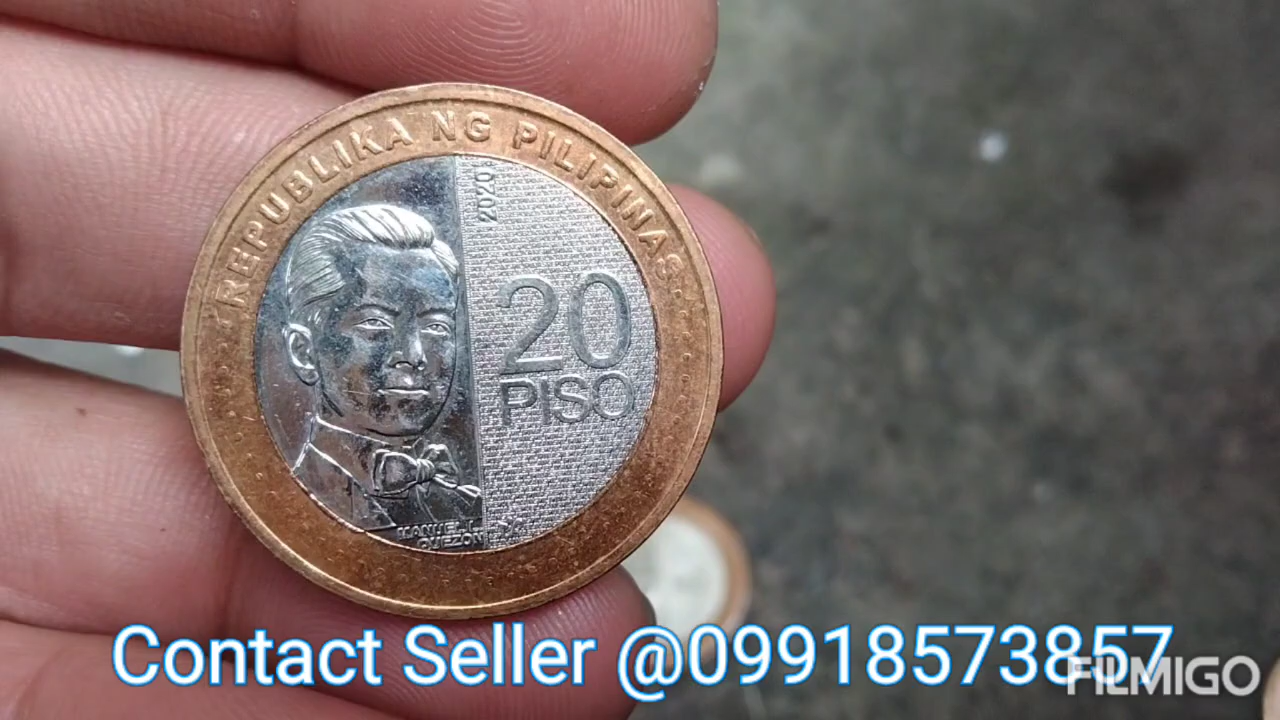 REPUBLIKA NG PILIPINAS
2020
20
PISO
MANUEL L.
QUEZON
Contact Seller @09918573857
FILMIGO